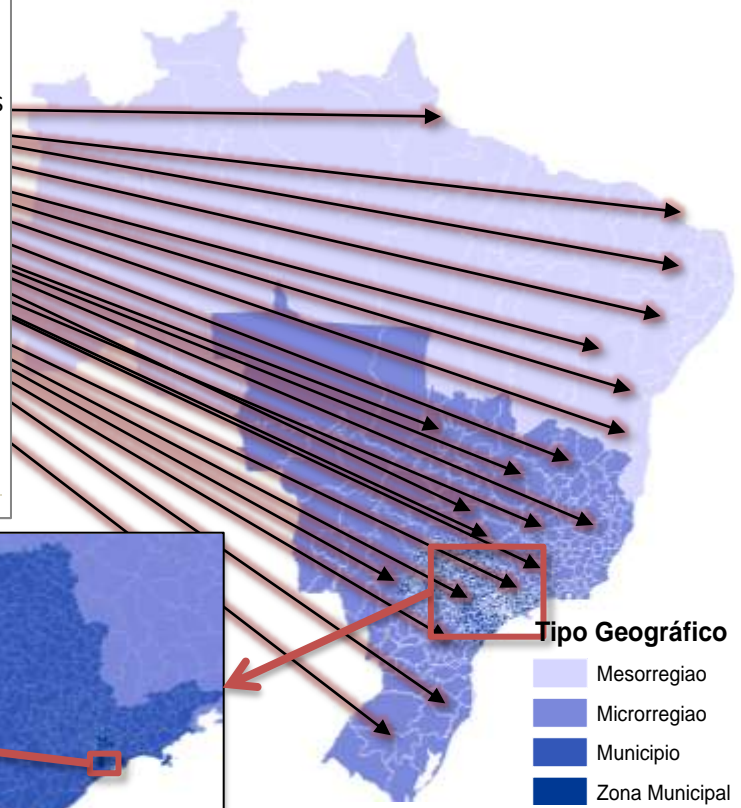 s
Tipo Geográfico
Mesorregiao
Microrregiao
Municipio
Zona Municipal